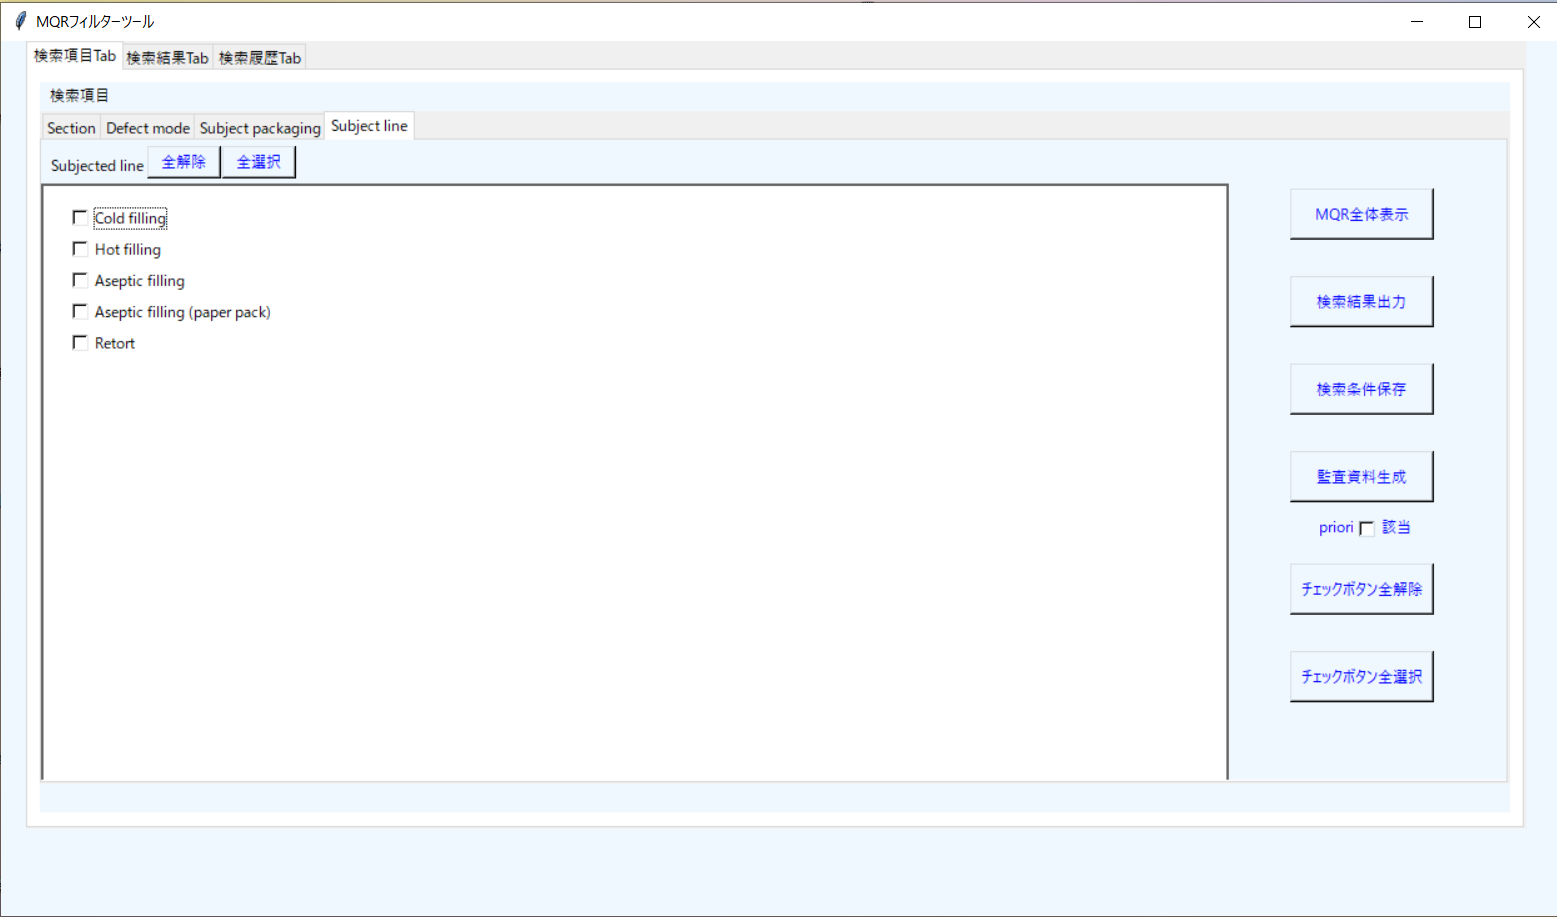 MQRフィルターツール
検索項目Tab 検索結果Tab 検索履歴Tab
検索項目
Section Defect mode Subject packaging Subject line
Subjected line 全解除 全選択
Cold filling
Hot filling
Aseptic filling
Aseptic filling (paper pack)
Retort
MQR全体表示
検索結果出力
検索条件保存
監査資料生成
priori 該当
チェックボタン全解除
チェックボタン全選択